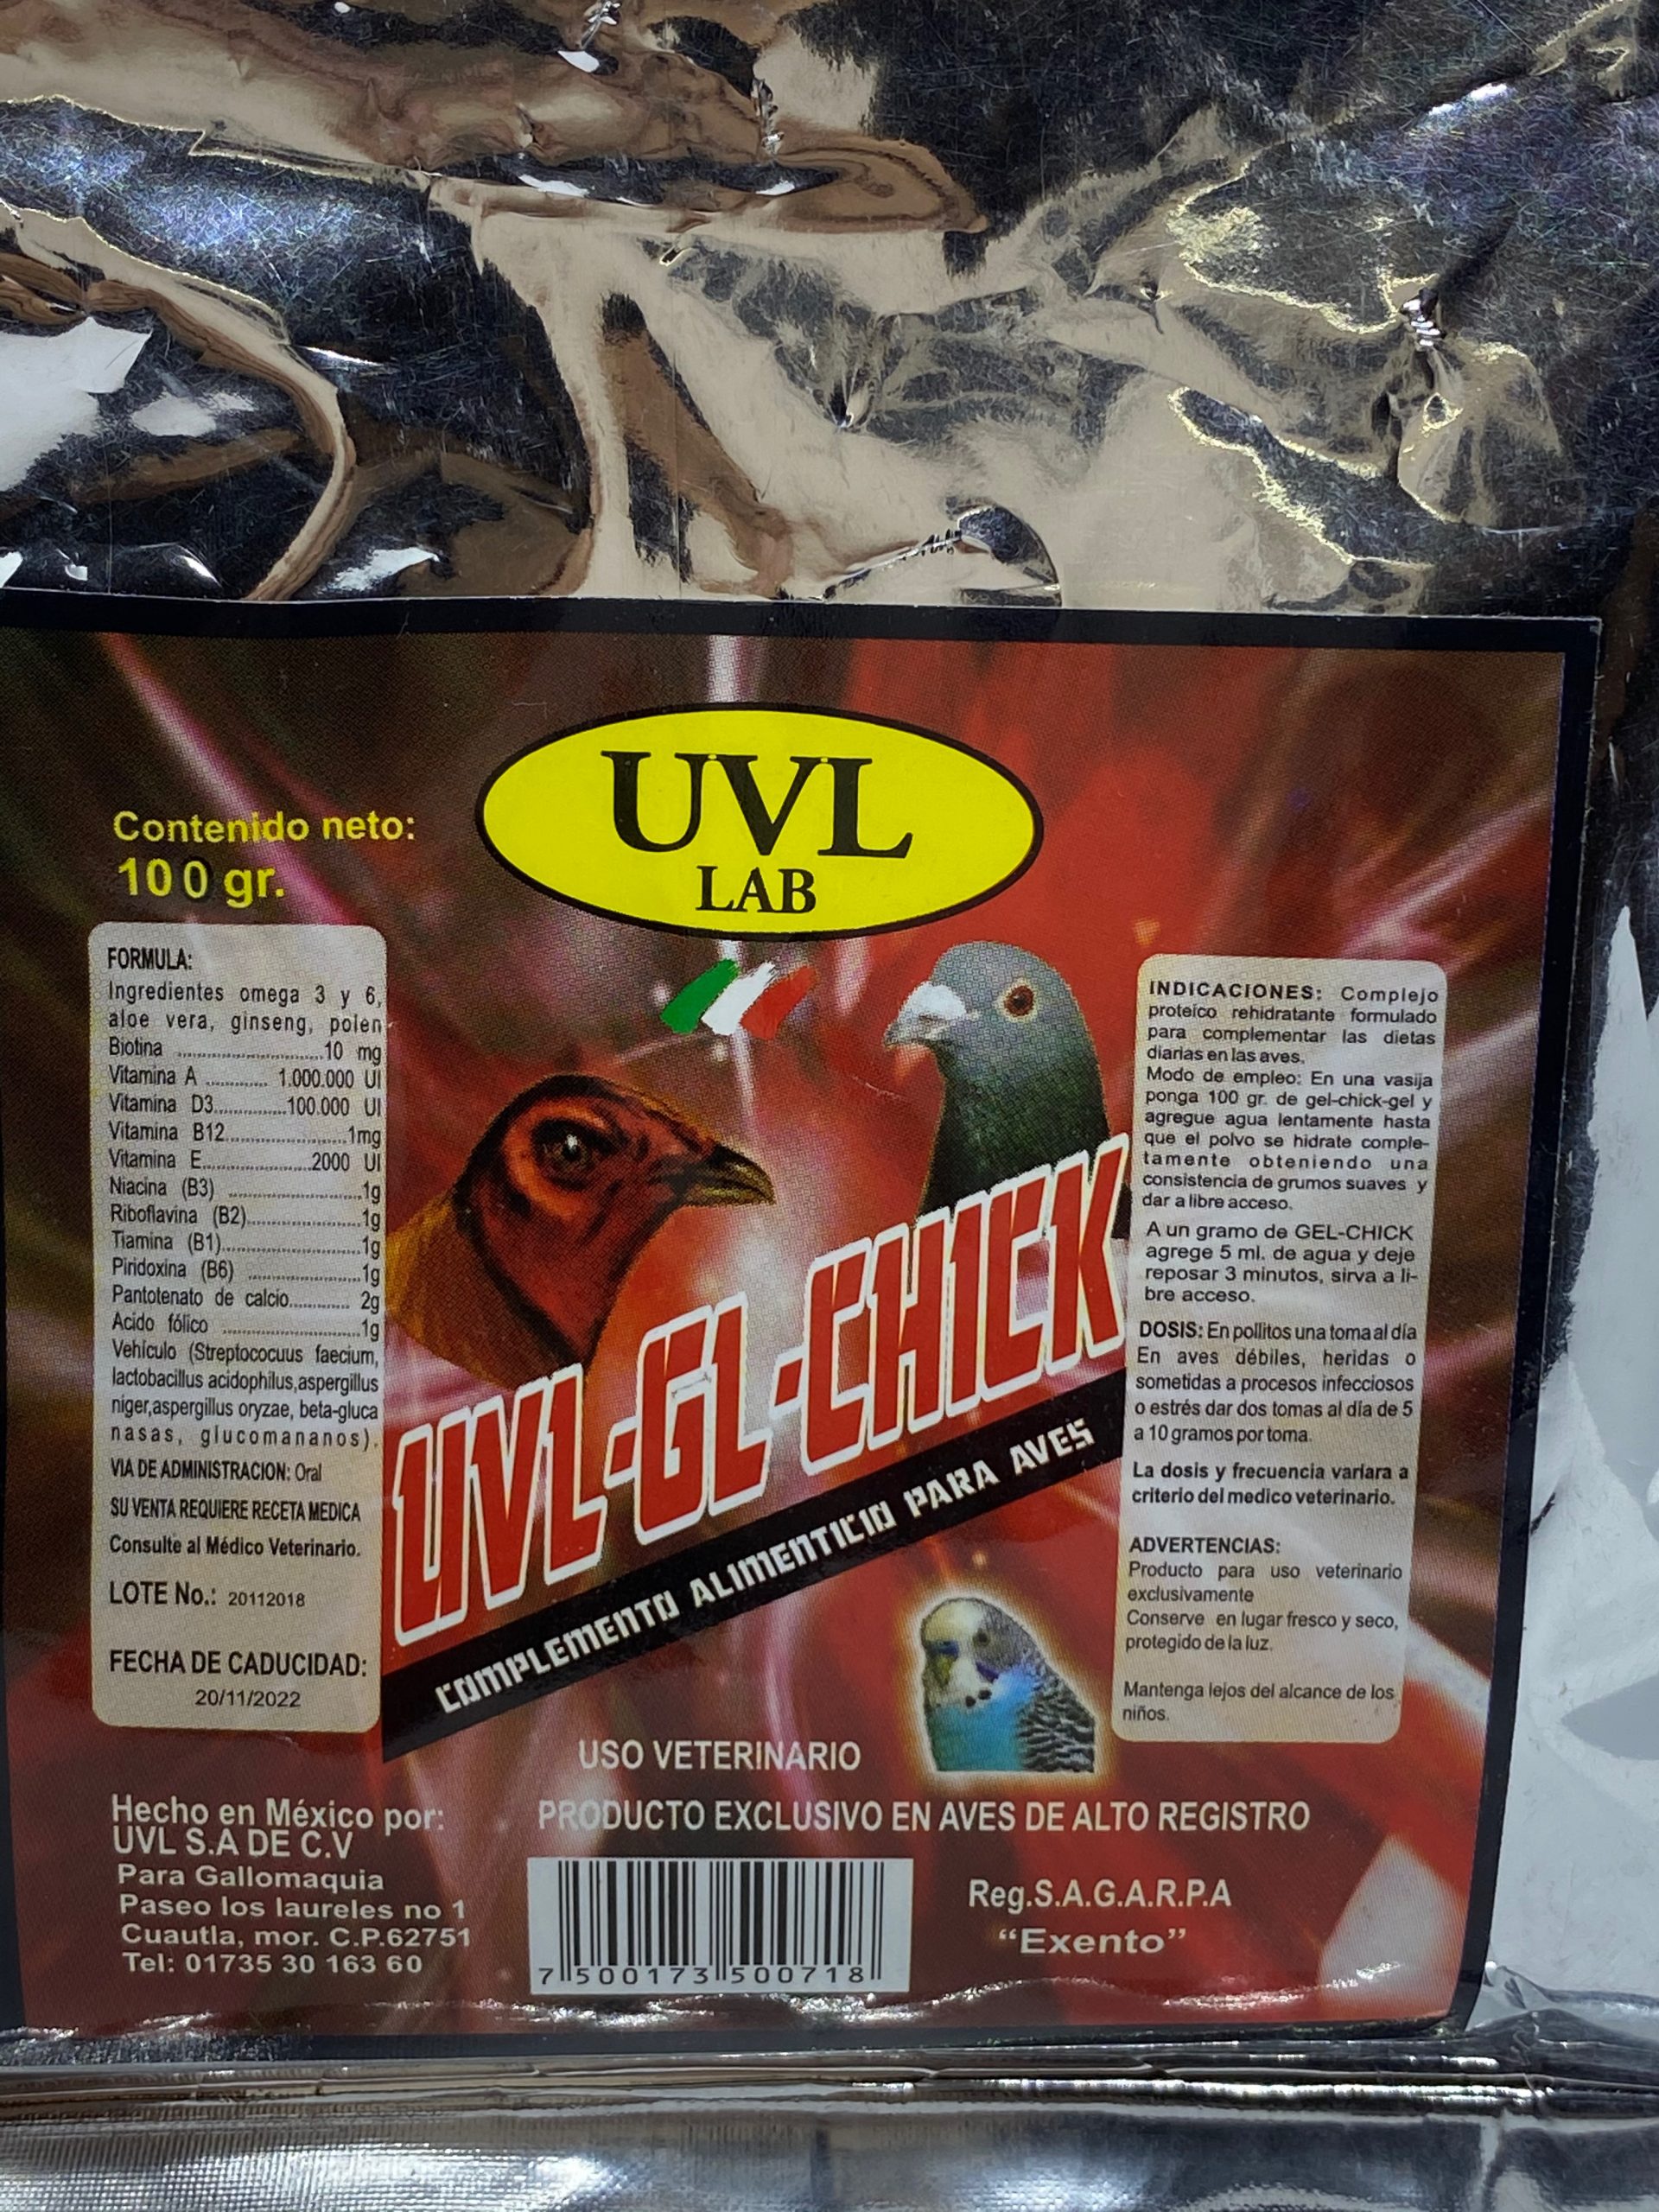 UVL
LAB
Contenido neto:
100 gr.
FORMULA:
Ingredientes omega 3 y 6,
aloe vera, ginseng, polen
Biotina ..............................10 mg
Vitamina A ............ 1.000.000 UI
Vitamina D3..............100.000 UI
Vitamina B12........................1mg
Vitamina E.....................2000 UI
Niacina (B3) .........................1g
Riboflavina (B2).....................1g
Tiamina (B1)..........................1g
Piridoxina (B6) .....................1g
Pantotenato de calcio............ 2g
Acido fólico ..........................1g
Vehículo (Streptococuus faecium,
lactobacillus acidophilus,aspergillus
niger,aspergillus oryzae, beta-gluca
nasas, glucomananos).
VIA DE ADMINISTRACION: Oral
SU VENTA REQUIERE RECETA MEDICA
Consulte al Médico Veterinario.
LOTE No.: 20112018
FECHA DE CADUCIDAD:
20/11/2022
UVL-GL-CHICK
COMPLEMENTO ALIMENTICIO PARA AVES
INDICACIONES: Complejo
proteíco rehidratante formulado
para complementar las dietas
diarias en las aves.
Modo de empleo: En una vasija
ponga 100 gr. de gel-chick-gel y
agregue agua lentamente hasta
que el polvo se hidrate comple-
tamente obteniendo una
consistencia de grumos suaves y
dar a libre acceso.
A un gramo de GEL-CHICK
agrege 5 ml. de agua y deje
reposar 3 minutos, sirva a li-
bre acceso.
DOSIS: En pollitos una toma al día
En aves débiles, heridas o
sometidas a procesos infecciosos
o estrés dar dos tomas al día de 5
a 10 gramos por toma.
La dosis y frecuencia variara a
criterio del medico veterinario.
ADVERTENCIAS:
Producto para uso veterinario
exclusivamente
Conserve en lugar fresco y seco,
protegido de la luz.
Mantenga lejos del alcance de los
niños.
USO VETERINARIO
PRODUCTO EXCLUSIVO EN AVES DE ALTO REGISTRO
Hecho en México por:
UVL S.A DE C.V
Para Gallomaquia
Paseo los laureles no 1
Cuautla, mor. C.P.62751
Tel: 01735 30 163 60
7 500173 500718
Reg.S.A.G.A.R.P.A
“Exento”